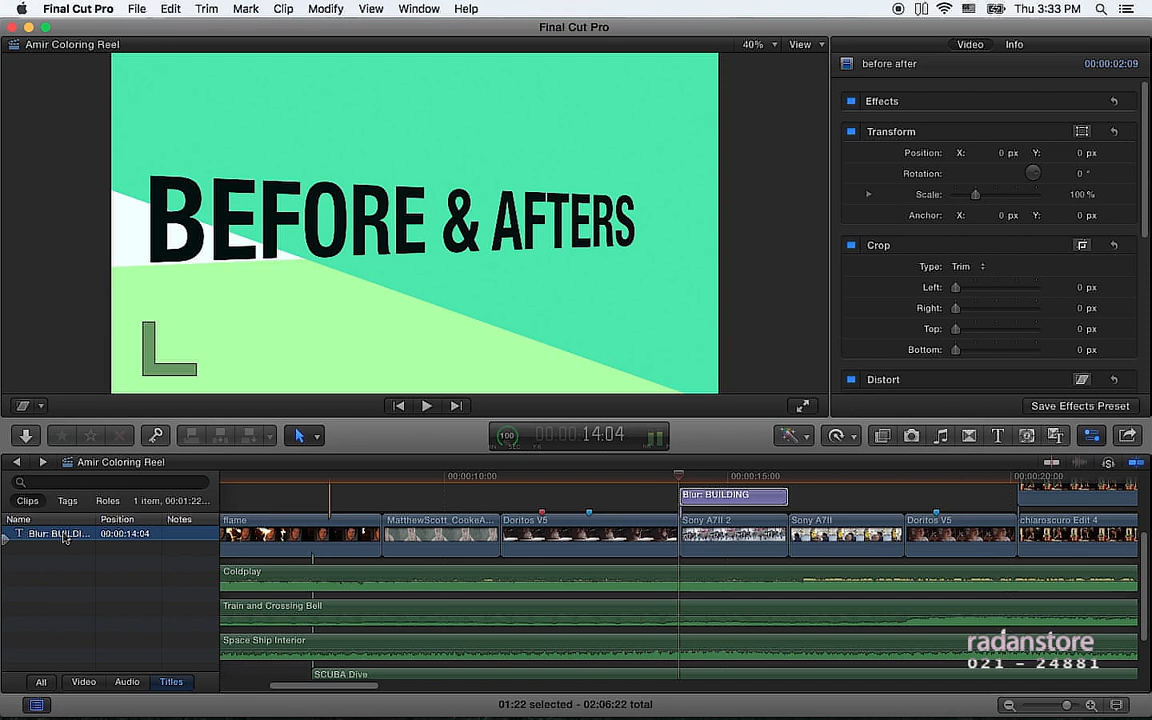 Final Cut Pro File Edit Trim Mark Clip Modify View Window Help Thu 3:33 PM
Final Cut Pro
Amir Coloring Reel 40% View Video Info
before after 00:00:02:09
Effects
Transform
Position: X: 0 px Y: 0 px
Rotation: 0 °
Scale: 100 %
Anchor: X: 0 px Y: 0 px
Crop
Type: Trim
Left: 0 px
Right: 0 px
Top: 0 px
Bottom: 0 px
Distort
BEFORE & AFTERS
Save Effects Preset
100 00:00:14:04
Amir Coloring Reel
00:00:10:00 00:00:15:00 00:00:20:00
Clips Tags Roles 1 item, 00:01:22...
Name Position Notes
T Blur: BUILDI... 00:00:14:04
Blur: BUILDING
flame MatthewScott_CookeA... Doritos V5 Sony A7II 2 Sony A7II Doritos V5 chiaroscuro Edit 4
Coldplay
Train and Crossing Bell
Space Ship Interior
SCUBA Dive
radanstore
021 - 24881
All Video Audio Titles
01:22 selected - 02:06:22 total